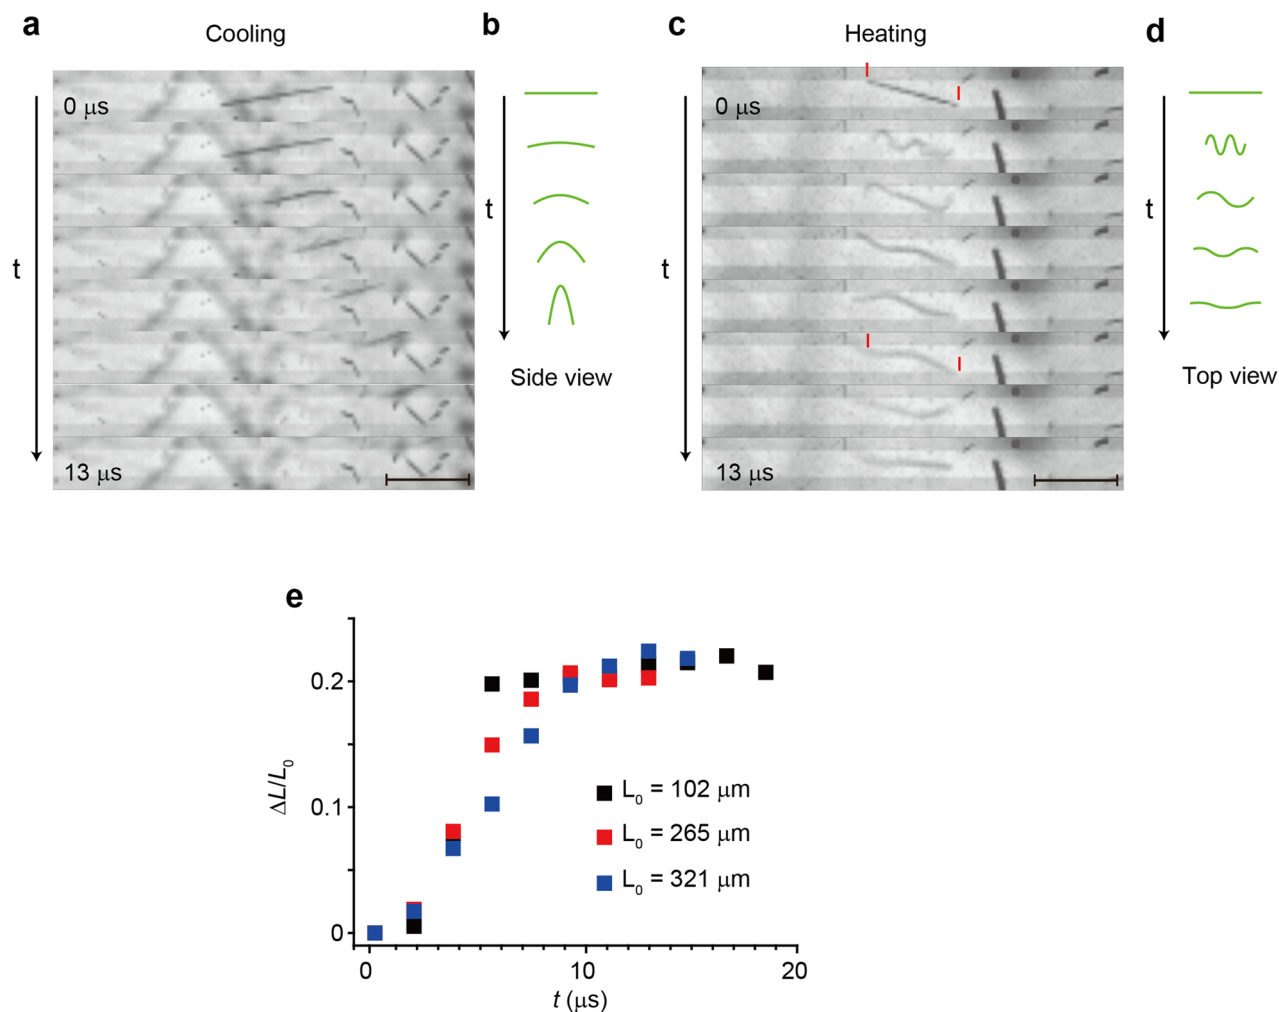 a
Cooling
b
c
Heating
d
0 μs
t
13 μs
t
Side view
0 μs
t
13 μs
t
Top view
e
0.2
0.1
0
ΔL/L0
L0 = 102 μm
L0 = 265 μm
L0 = 321 μm
0
10
20
t (μs)